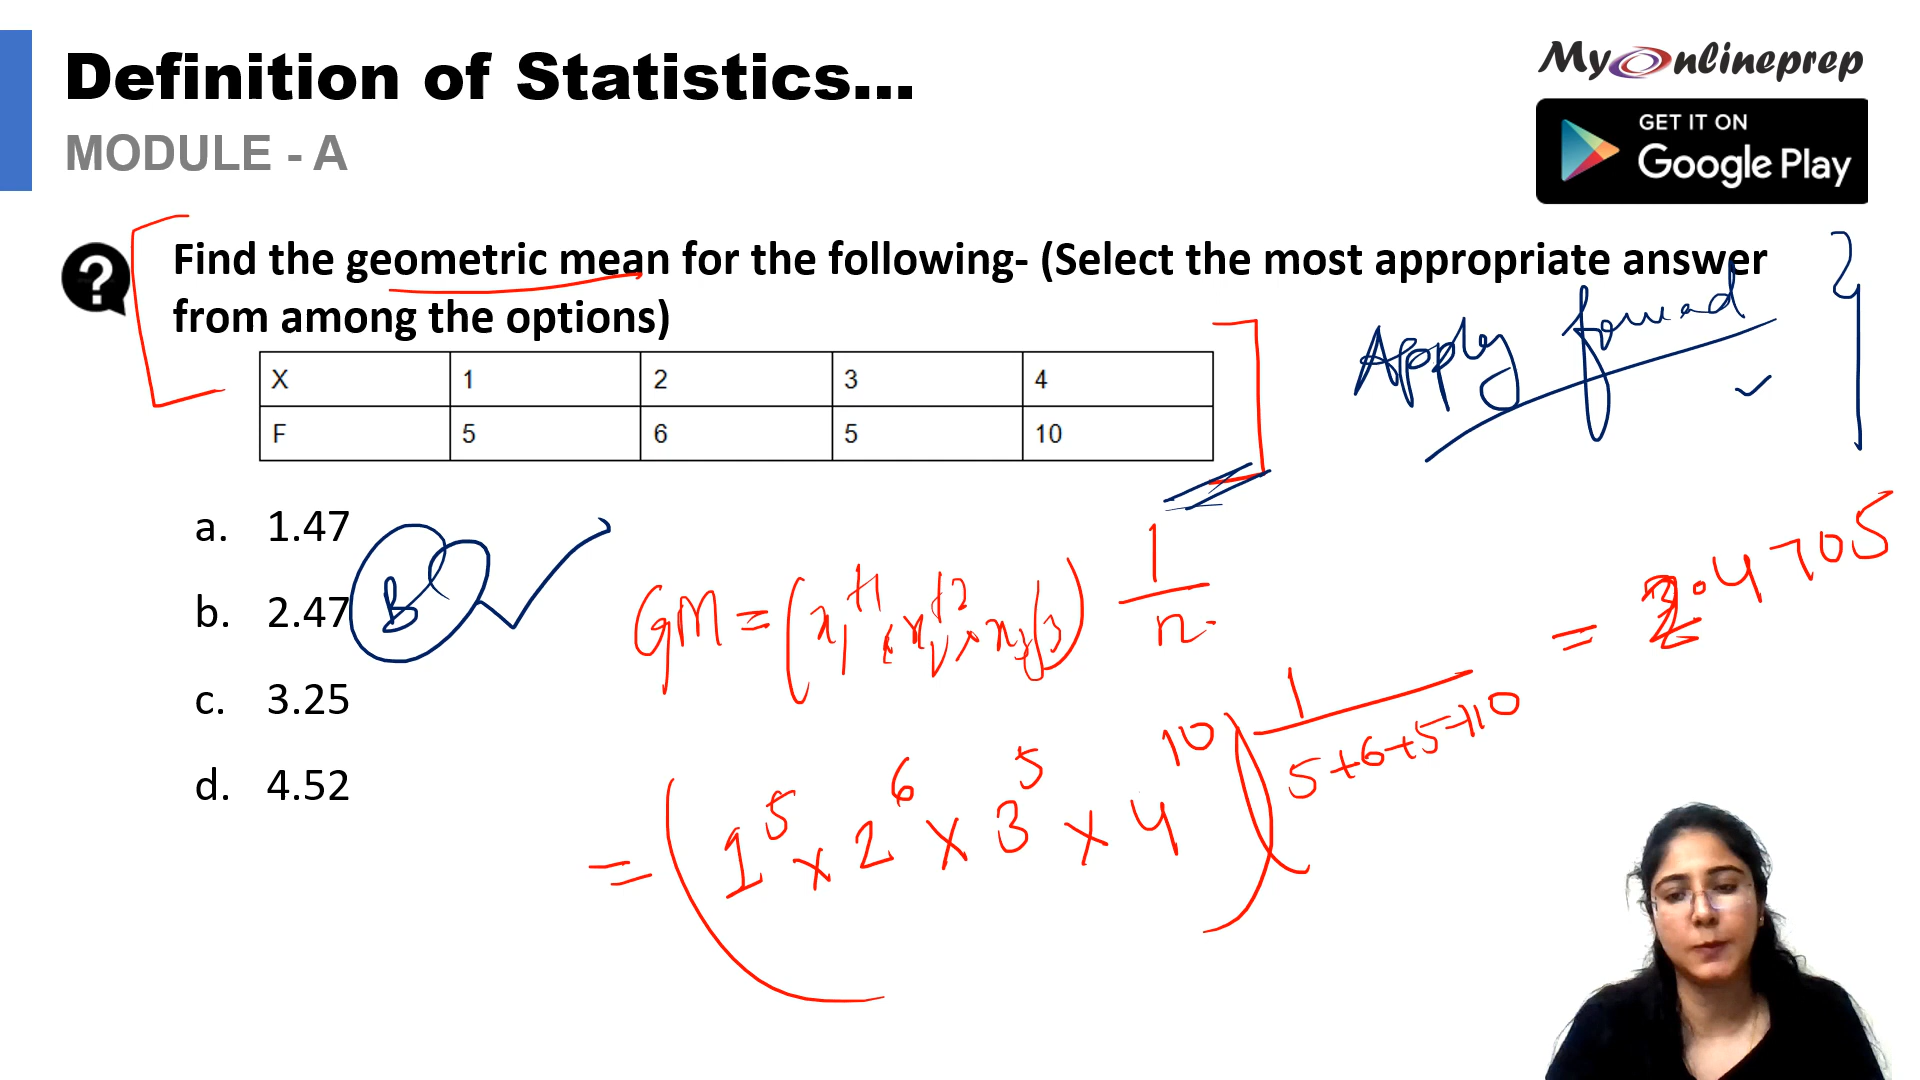 Definition of Statistics...
MODULE - A
MyOnlineprep
GET IT ON
Google Play
Find the geometric mean for the following- (Select the most appropriate answer
from among the options)
Apply forward
X 1 2 3 4
F 5 6 5 10
a. 1.47
b. 2.47
c. 3.25
d. 4.52
B
GM = (x1^f1 × x2^f2 × x3^f3)^1/n
= (1^5 × 2^6 × 3^5 × 4^10)^1/5+6+5+10
= 2.4705